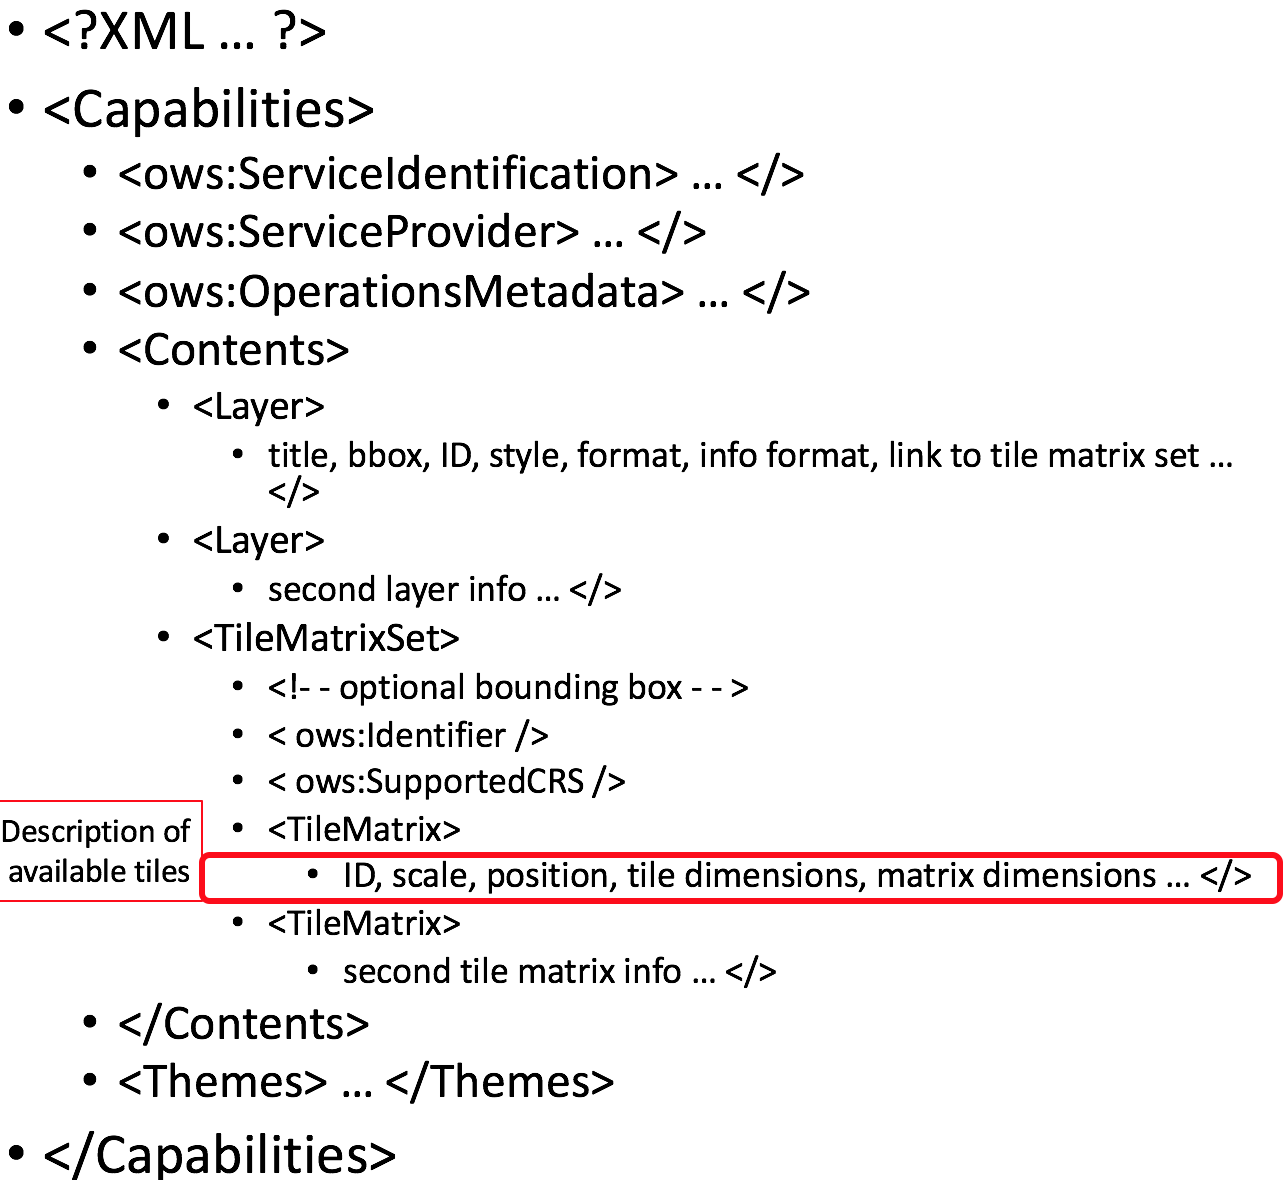 • <?XML ... ?>
• <Capabilities>
• <ows:ServiceIdentification> ... </>
• <ows:ServiceProvider> ... </>
• <ows:OperationsMetadata> ... </>
• <Contents>
• <Layer>
• title, bbox, ID, style, format, info format, link to tile matrix set ...
</>
• <Layer>
• second layer info ... </>
• <TileMatrixSet>
• <!- - optional bounding box - - >
• < ows:Identifier />
• < ows:SupportedCRS />
• <TileMatrix>
Description of
available tiles
• ID, scale, position, tile dimensions, matrix dimensions ... </>
• <TileMatrix>
• second tile matrix info ... </>
• </Contents>
• <Themes> ... </Themes>
• </Capabilities>